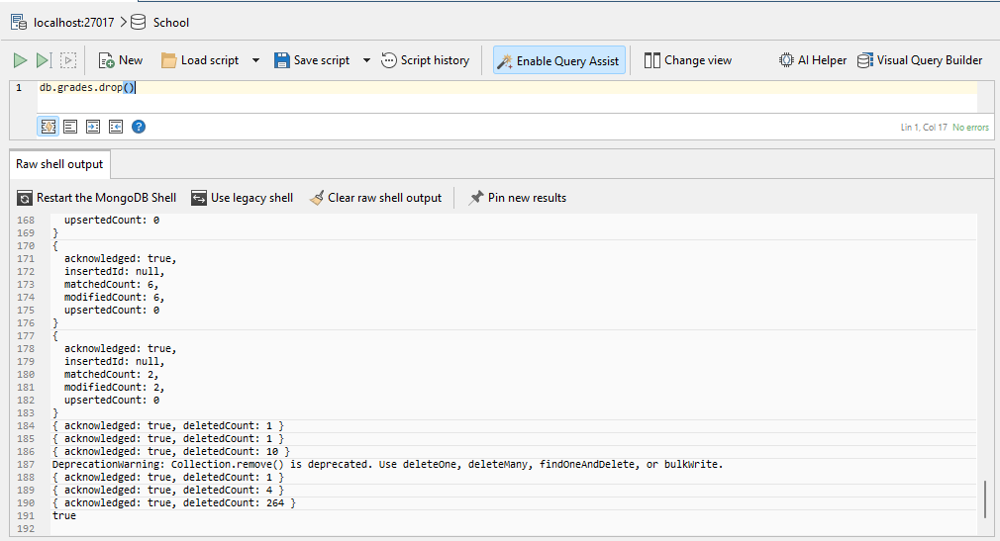 localhost:27017 School
New Load script Save script Script history Enable Query Assist Change view AI Helper Visual Query Builder
1 db.grades.drop()
Lin 1, Col 17 No errors
Raw shell output
Restart the MongoDB Shell Use legacy shell Clear raw shell output Pin new results
168 upsertedCount: 0
169 }
170 {
171 acknowledged: true,
172 insertedId: null,
173 matchedCount: 6,
174 modifiedCount: 6,
175 upsertedCount: 0
176 }
177 {
178 acknowledged: true,
179 insertedId: null,
180 matchedCount: 2,
181 modifiedCount: 2,
182 upsertedCount: 0
183 }
184 { acknowledged: true, deletedCount: 1 }
185 { acknowledged: true, deletedCount: 1 }
186 { acknowledged: true, deletedCount: 10 }
187 DeprecationWarning: Collection.remove() is deprecated. Use deleteOne, deleteMany, findOneAndDelete, or bulkWrite.
188 { acknowledged: true, deletedCount: 1 }
189 { acknowledged: true, deletedCount: 4 }
190 { acknowledged: true, deletedCount: 264 }
191 true
192